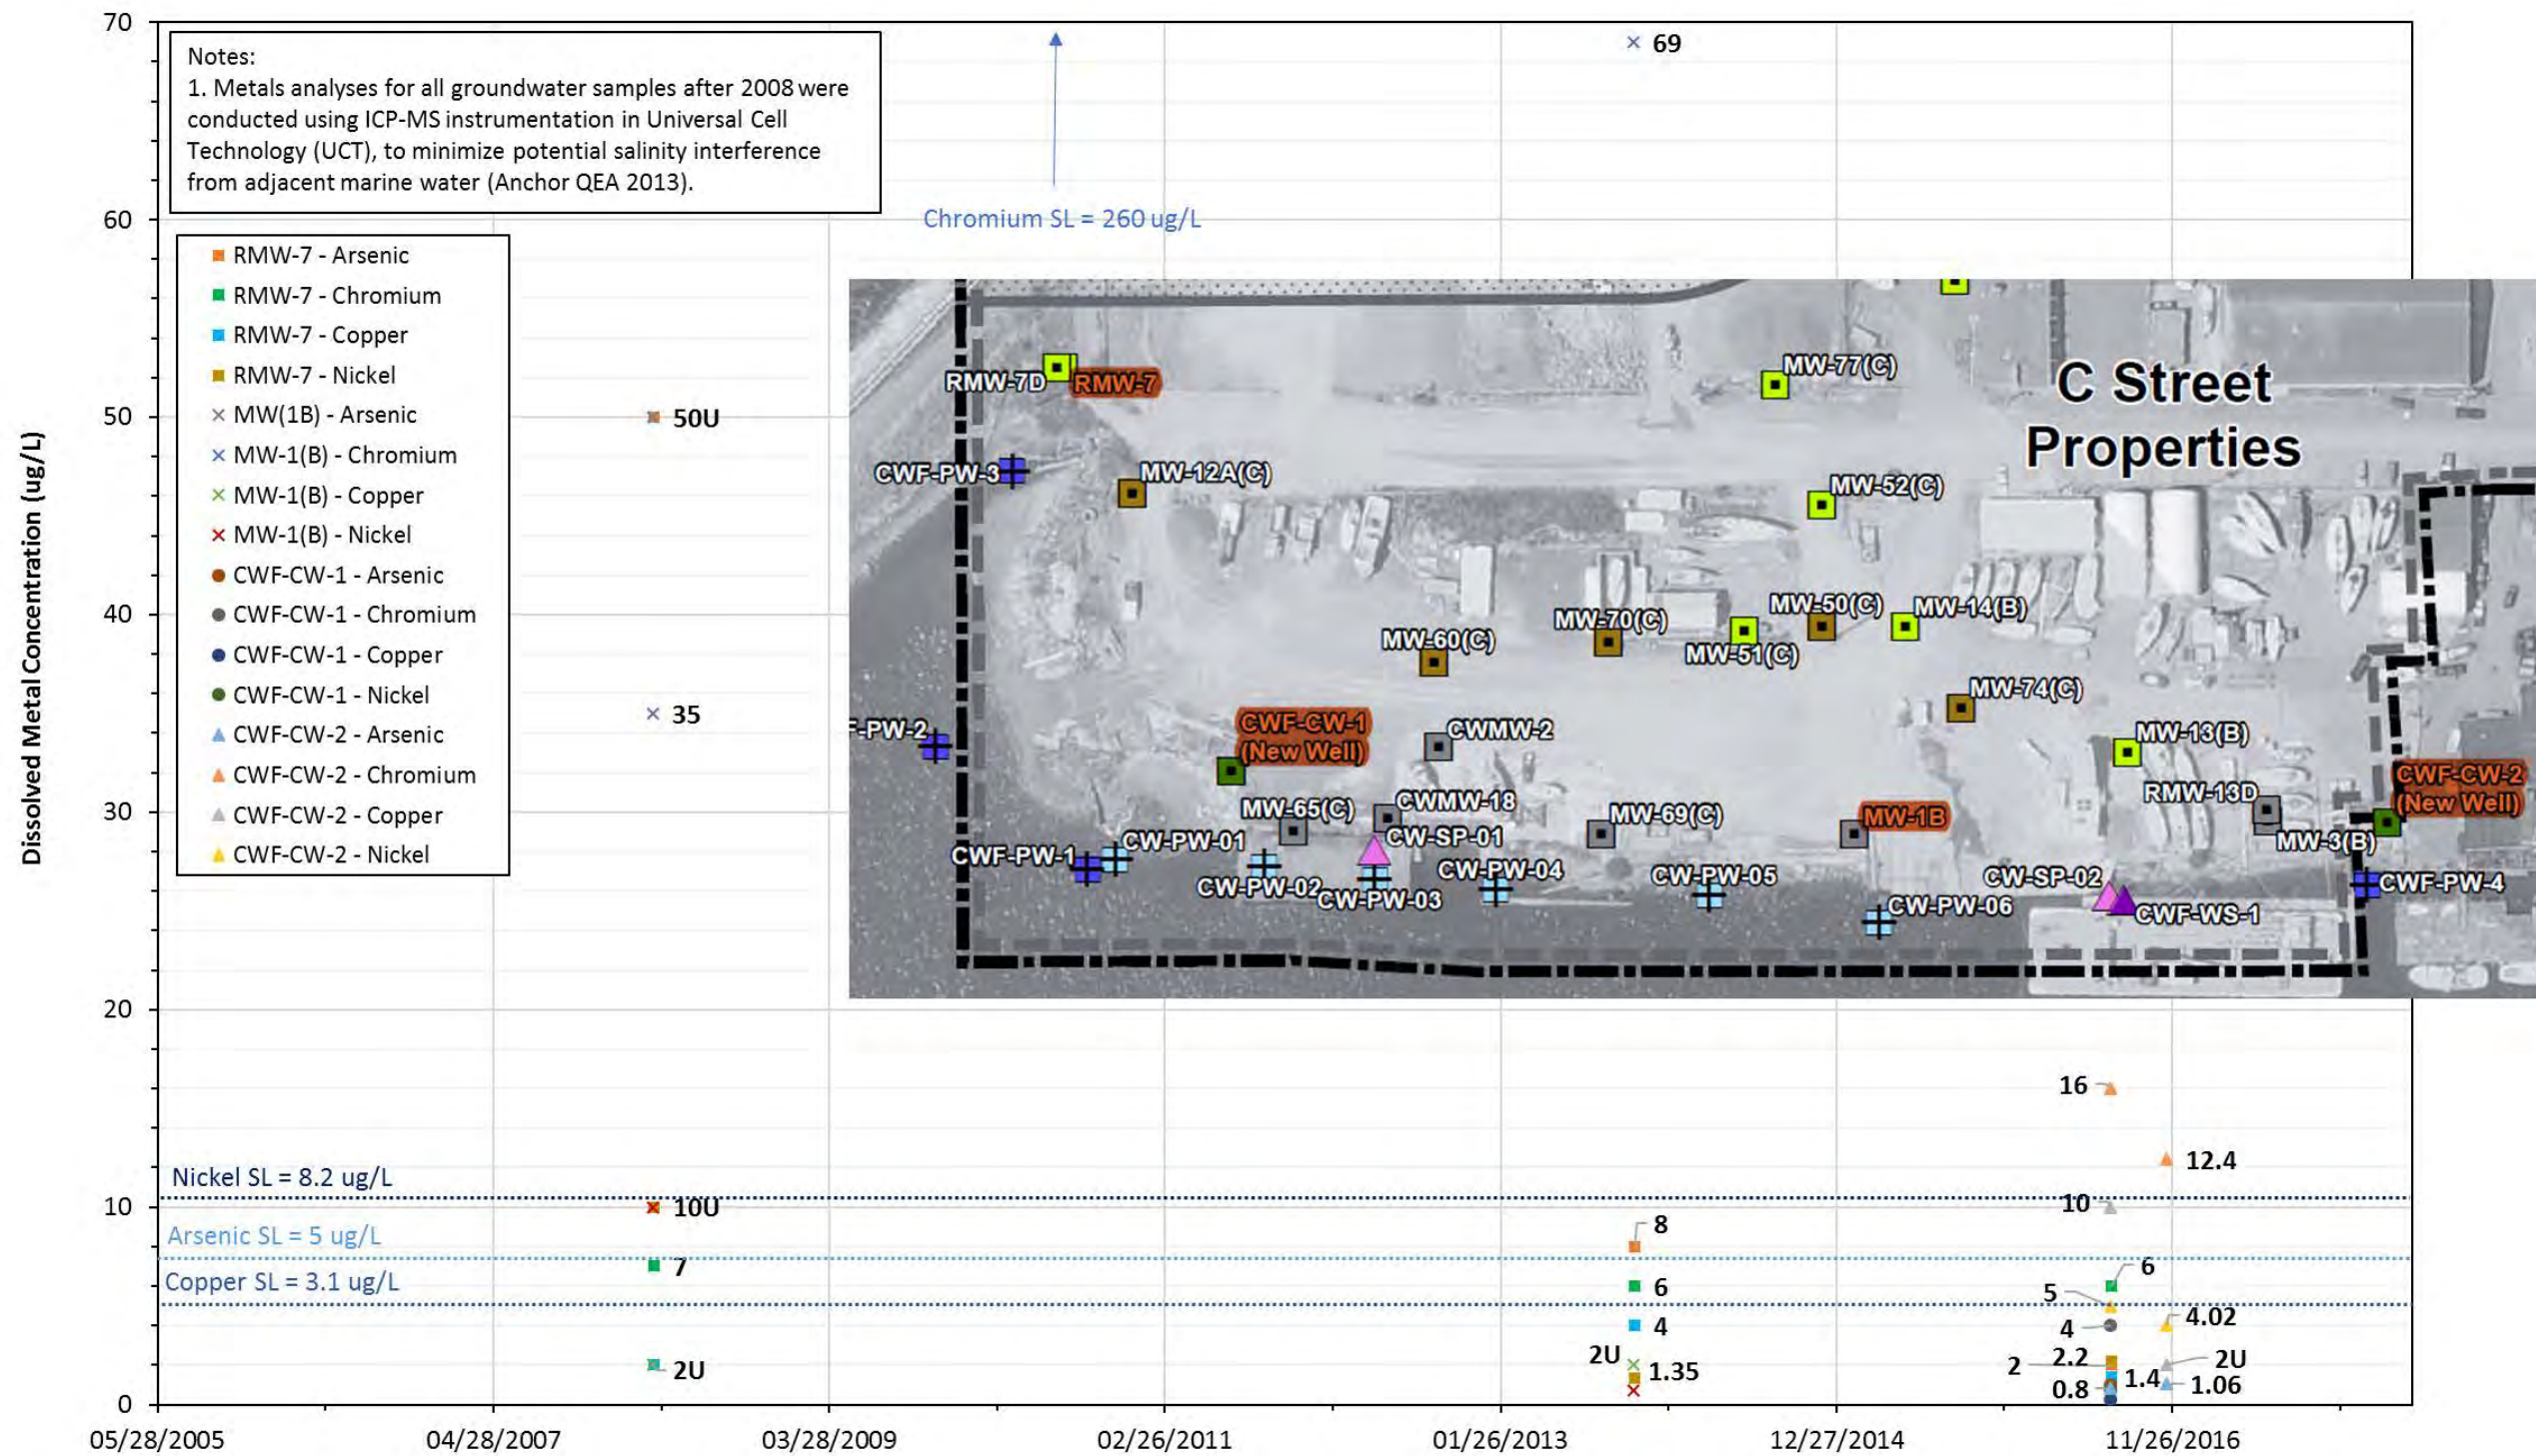 70
60
50
40
30
20
10
0
Dissolved Metal Concentration (ug/L)
Notes:
1. Metals analyses for all groundwater samples after 2008 were
conducted using ICP-MS instrumentation in Universal Cell
Technology (UCT), to minimize potential salinity interference
from adjacent marine water (Anchor QEA 2013).
Chromium SL = 260 ug/L
69
RMW-7 - Arsenic
RMW-7 - Chromium
RMW-7 - Copper
RMW-7 - Nickel
MW(1B) - Arsenic
MW-1(B) - Chromium
MW-1(B) - Copper
MW-1(B) - Nickel
CWF-CW-1 - Arsenic
CWF-CW-1 - Chromium
CWF-CW-1 - Copper
CWF-CW-1 - Nickel
CWF-CW-2 - Arsenic
CWF-CW-2 - Chromium
CWF-CW-2 - Copper
CWF-CW-2 - Nickel
50U
35
10U
7
2U
RMW-7D
RMW-7
MW-77(C)
C Street
Properties
CWF-PW-3
MW-12A(C)
MW-52(C)
MW-60(C)
MW-70(C)
MW-51(C)
MW-50(C)
MW-14(B)
MW-74(C)
F-PW-2
CWF-CW-1
(New Well)
CWMW-2
MW-13(B)
RMW-13D
CWF-CW-2
(New Well)
MW-65(C)
CWMW-18
MW-69(C)
MW-1B
MW-3(B)
CWF-PW-1
CW-PW-01
CW-SP-01
CW-PW-02
CW-PW-03
CW-PW-04
CW-PW-05
CW-PW-06
CW-SP-02
CWF-WS-1
CWF-PW-4
Nickel SL = 8.2 ug/L
Arsenic SL = 5 ug/L
Copper SL = 3.1 ug/L
8
6
4
2U
1.35
16
12.4
10
6
5
4.02
4
2.2
2
2U
1.4
0.8
1.06
05/28/2005
04/28/2007
03/28/2009
02/26/2011
01/26/2013
12/27/2014
11/26/2016